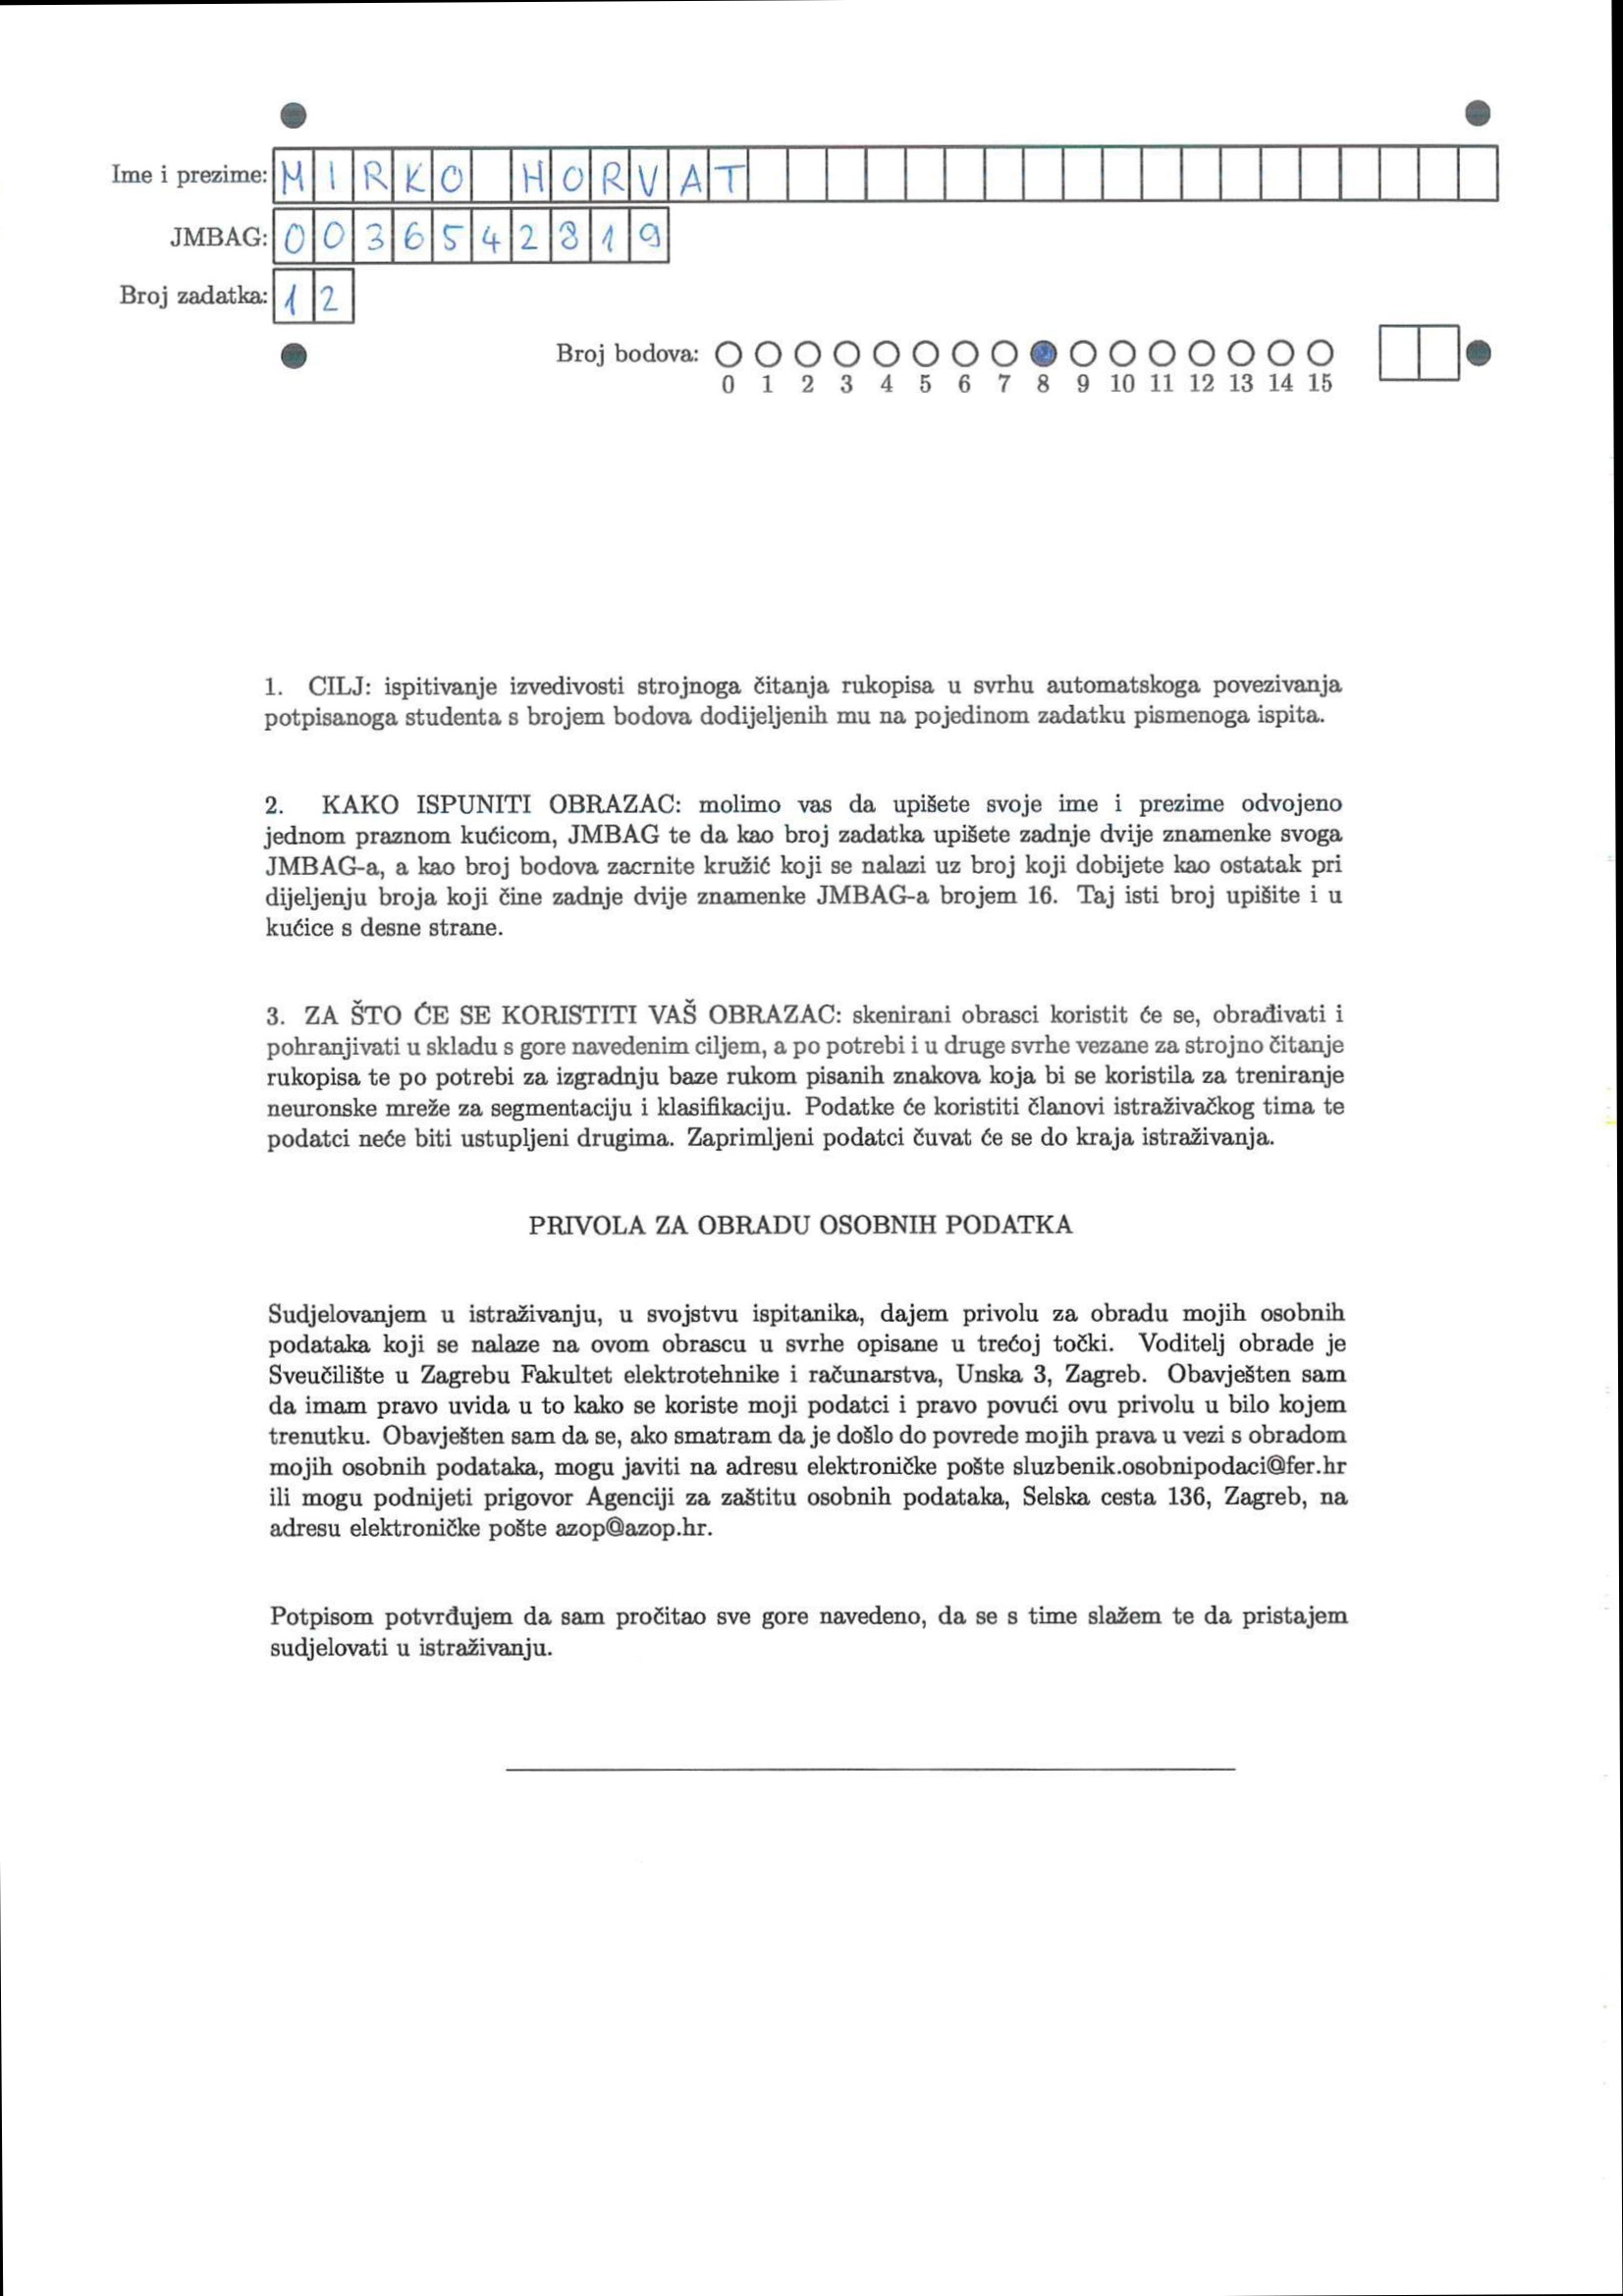 Ime i prezime: MIRKO HORVAT
JMBAG: 0036542819
Broj zadatka: 12
Broj bodova:
0 1 2 3 4 5 6 7 8 9 10 11 12 13 14 15
1. CILJ: ispitivanje izvedivosti strojnoga čitanja rukopisa u svrhu automatskoga povezivanja
potpisanoga studenta s brojem bodova dodijeljenih mu na pojedinom zadatku pismenoga ispita.
2. KAKO ISPUNITI OBRAZAC: molimo vas da upišete svoje ime i prezime odvojeno
jednom praznom kućicom, JMBAG te da kao broj zadatka upišete zadnje dvije znamenke svoga
JMBAG-a, a kao broj bodova zacrnite kružić koji se nalazi uz broj koji dobijete kao ostatak pri
dijeljenju broja koji čine zadnje dvije znamenke JMBAG-a brojem 16. Taj isti broj upišite i u
kućice s desne strane.
3. ZA ŠTO ĆE SE KORISTITI VAŠ OBRAZAC: skenirani obrasci koristit će se, obrađivati i
pohranjivati u skladu s gore navedenim ciljem, a po potrebi i u druge svrhe vezane za strojno čitanje
rukopisa te po potrebi za izgradnju baze rukom pisanih znakova koja bi se koristila za treniranje
neuronske mreže za segmentaciju i klasifikaciju. Podatke će koristiti članovi istraživačkog tima te
podatci neće biti ustupljeni drugima. Zaprimljeni podatci čuvat će se do kraja istraživanja.
PRIVOLA ZA OBRADU OSOBNIH PODATKA
Sudjelovanjem u istraživanju, u svojstvu ispitanika, dajem privolu za obradu mojih osobnih
podataka koji se nalaze na ovom obrascu u svrhe opisane u trećoj točki. Voditelj obrade je
Sveučilište u Zagrebu Fakultet elektrotehnike i računarstva, Unska 3, Zagreb. Obavješten sam
da imam pravo uvida u to kako se koriste moji podatci i pravo povući ovu privolu u bilo kojem
trenutku. Obavješten sam da se, ako smatram da je došlo do povrede mojih prava u vezi s obradom
mojih osobnih podataka, mogu javiti na adresu elektroničke pošte sluzbenik.osobnipodaci@fer.hr
ili mogu podnijeti prigovor Agenciji za zaštitu osobnih podataka, Selska cesta 136, Zagreb, na
adresu elektroničke pošte azop@azop.hr.
Potpisom potvrđujem da sam pročitao sve gore navedeno, da se s time slažem te da pristajem
sudjelovati u istraživanju.